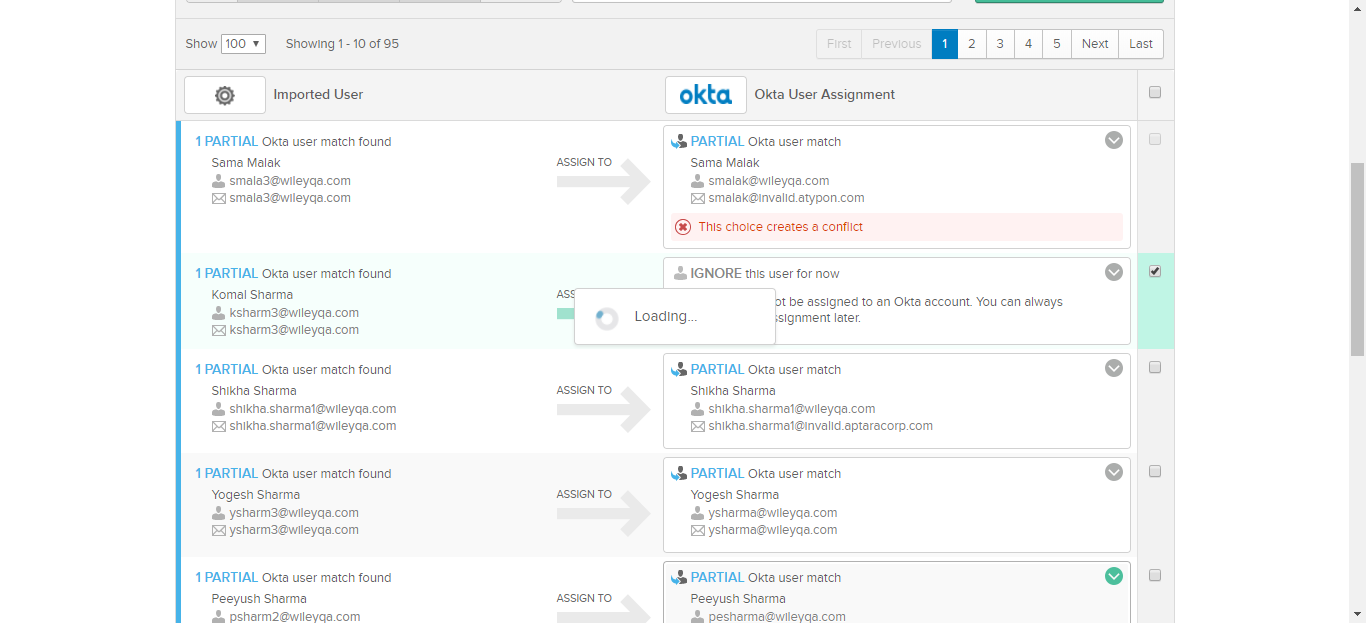 Show 100 Showing 1 - 10 of 95 First Previous 1 2 3 4 5 Next Last
Imported User okta Okta User Assignment
1 PARTIAL Okta user match found
Sama Malak
smala3@wileyqa.com
smala3@wileyqa.com
ASSIGN TO
PARTIAL Okta user match
Sama Malak
smalak@wileyqa.com
smalak@invalid.atypon.com
This choice creates a conflict
1 PARTIAL Okta user match found
Komal Sharma
ksharm3@wileyqa.com
ksharm3@wileyqa.com
IGNORE this user for now
be assigned to an Okta account. You can always
later.
Loading...
1 PARTIAL Okta user match found
Shikha Sharma
shikha.sharma1@wileyqa.com
shikha.sharma1@wileyqa.com
ASSIGN TO
PARTIAL Okta user match
Shikha Sharma
shikha.sharma1@wileyqa.com
shikha.sharma1@invalid.aptaracorp.com
1 PARTIAL Okta user match found
Yogesh Sharma
ysharm3@wileyqa.com
ysharm3@wileyqa.com
ASSIGN TO
PARTIAL Okta user match
Yogesh Sharma
ysharma@wileyqa.com
ysharma@wileyqa.com
1 PARTIAL Okta user match found
Peeyush Sharma
psharm2@wileyqa.com
ASSIGN TO
PARTIAL Okta user match
Peeyush Sharma
pesharma@wileyqa.com